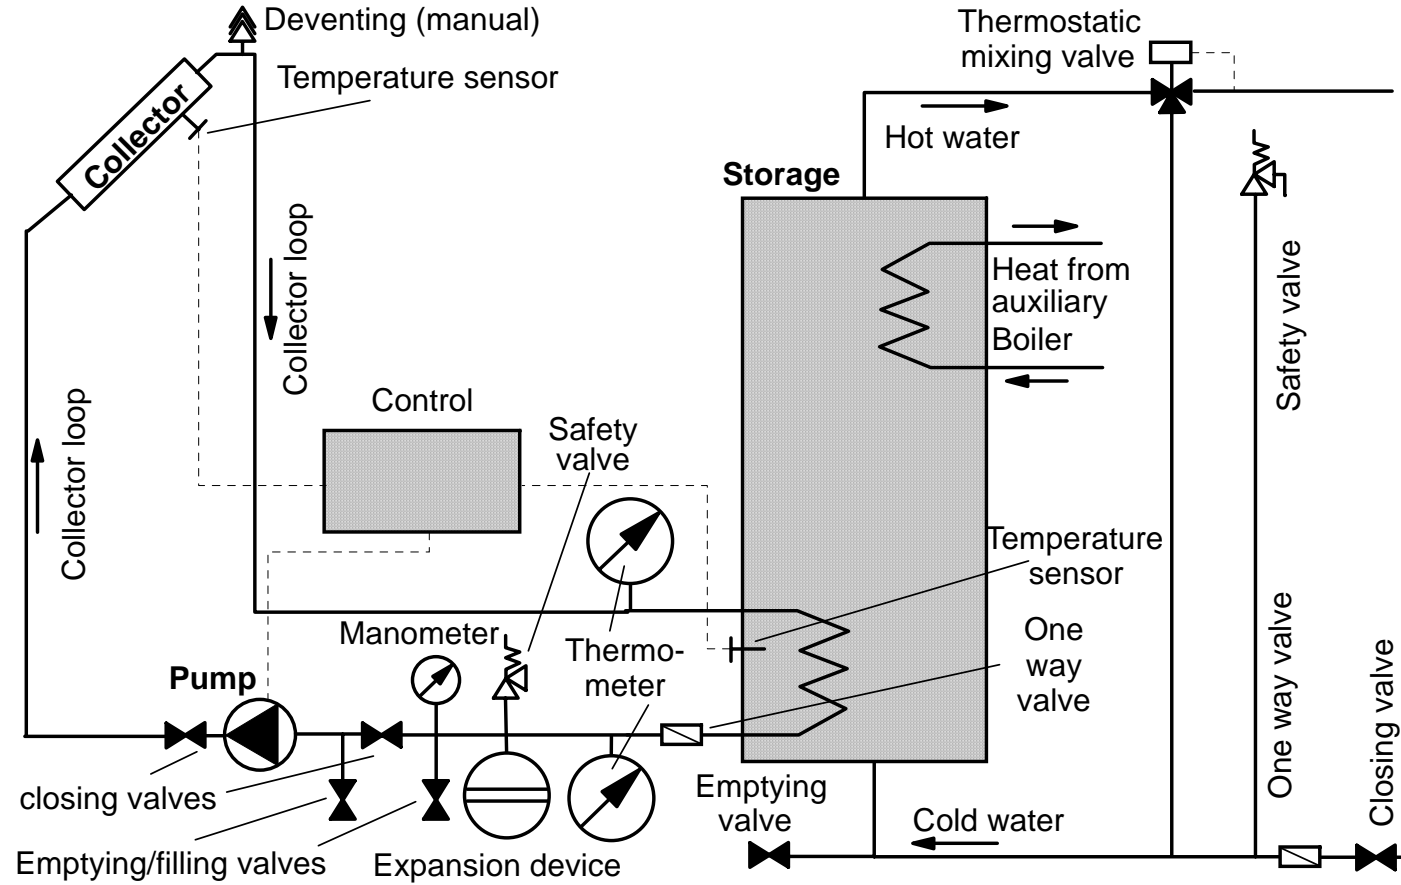 Deventing (manual)
Thermostatic
mixing valve
Temperature sensor
Collector
Hot water
Storage
Collector loop
Safety valve
Heat from
auxiliary
Boiler
Collector loop
Control
Safety
valve
Temperature
sensor
One way valve
Manometer
Thermo-
meter
One
way
valve
Closing valve
Pump
closing valves
Emptying
valve
Cold water
Emptying/filling valves
Expansion device